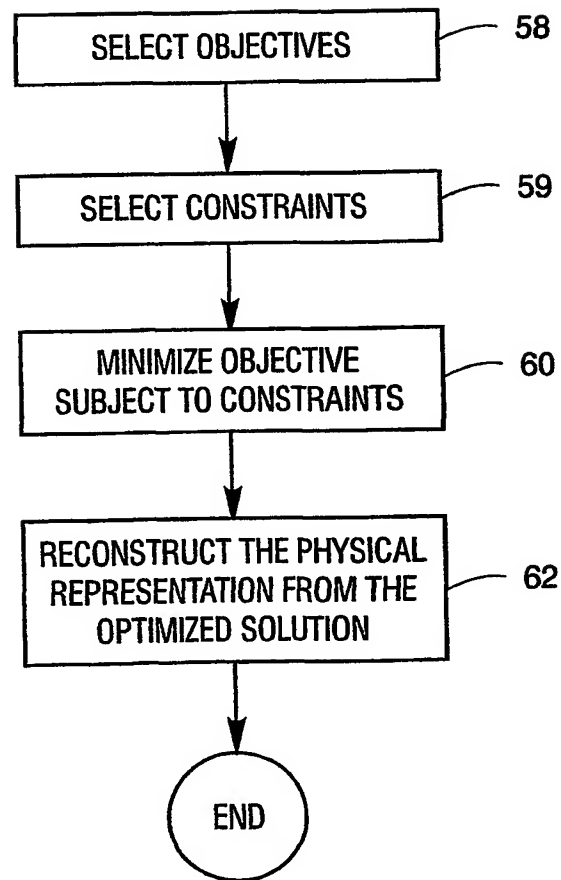 SELECT OBJECTIVES
58
SELECT CONSTRAINTS
59
MINIMIZE OBJECTIVE
SUBJECT TO CONSTRAINTS
60
RECONSTRUCT THE PHYSICAL
REPRESENTATION FROM THE
OPTIMIZED SOLUTION
62
END